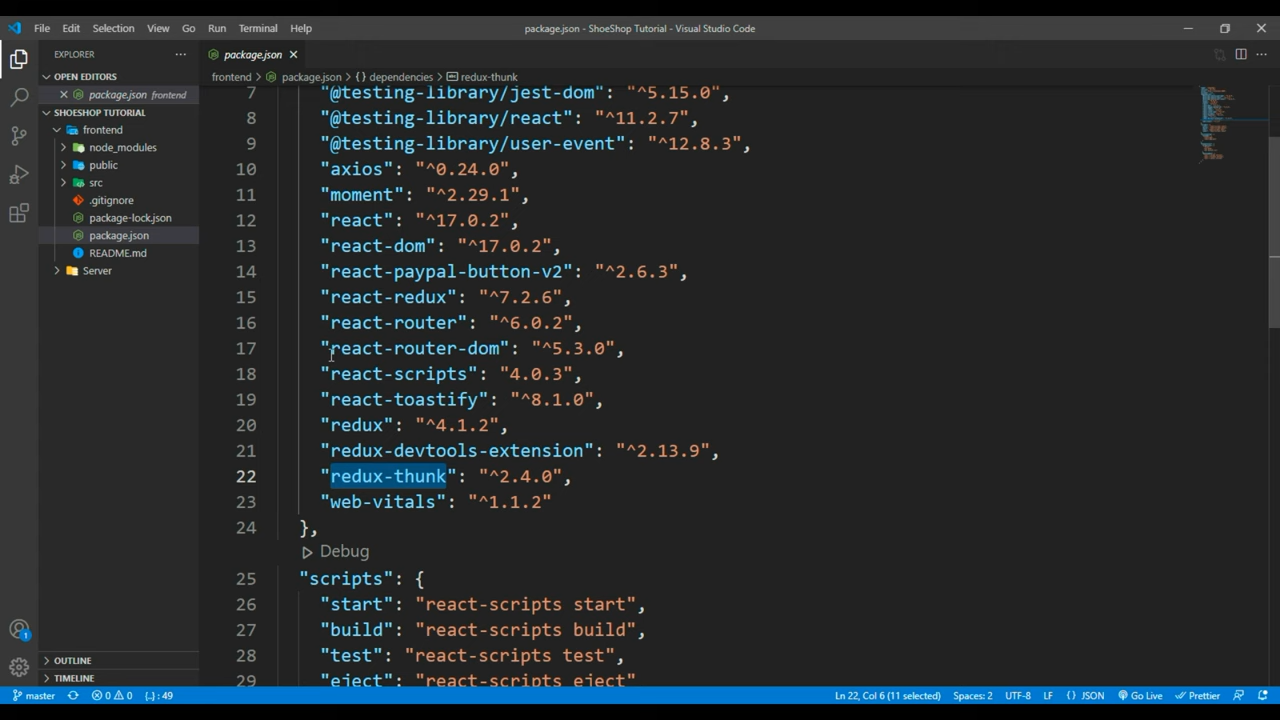 File Edit Selection View Go Run Terminal Help
package.json - ShoeShop Tutorial - Visual Studio Code
EXPLORER
OPEN EDITORS
package.json frontend
SHOESHOP TUTORIAL
frontend
node_modules
public
src
.gitignore
package-lock.json
package.json
README.md
Server
OUTLINE
TIMELINE
package.json
frontend > package.json > {} dependencies > redux-thunk
7 "@testing-library/jest-dom": "^5.15.0",
8 "@testing-library/react": "^11.2.7",
9 "@testing-library/user-event": "^12.8.3",
10 "axios": "^0.24.0",
11 "moment": "^2.29.1",
12 "react": "^17.0.2",
13 "react-dom": "^17.0.2",
14 "react-paypal-button-v2": "^2.6.3",
15 "react-redux": "^7.2.6",
16 "react-router": "^6.0.2",
17 "react-router-dom": "^5.3.0",
18 "react-scripts": "4.0.3",
19 "react-toastify": "^8.1.0",
20 "redux": "^4.1.2",
21 "redux-devtools-extension": "^2.13.9",
22 "redux-thunk": "^2.4.0",
23 "web-vitals": "^1.1.2"
24 },
Debug
25 "scripts": {
26 "start": "react-scripts start",
27 "build": "react-scripts build",
28 "test": "react-scripts test",
29 "eject": "react-scripts eject"
1
master 0 0 {..} : 49 Ln 22, Col 6 (11 selected) Spaces: 2 UTF-8 LF {} JSON Go Live Prettier